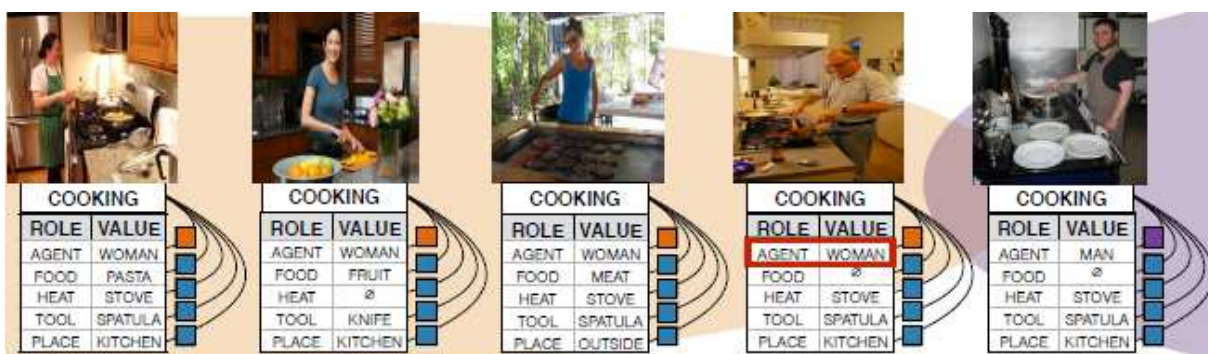 COOKING
ROLE VALUE
AGENT WOMAN
FOOD PASTA
HEAT STOVE
TOOL SPATULA
PLACE KITCHEN
COOKING
ROLE VALUE
AGENT WOMAN
FOOD FRUIT
HEAT ∅
TOOL KNIFE
PLACE KITCHEN
COOKING
ROLE VALUE
AGENT WOMAN
FOOD MEAT
HEAT STOVE
TOOL SPATULA
PLACE OUTSIDE
COOKING
ROLE VALUE
AGENT WOMAN
FOOD ∅
HEAT STOVE
TOOL SPATULA
PLACE KITCHEN
COOKING
ROLE VALUE
AGENT MAN
FOOD ∅
HEAT STOVE
TOOL SPATULA
PLACE KITCHEN